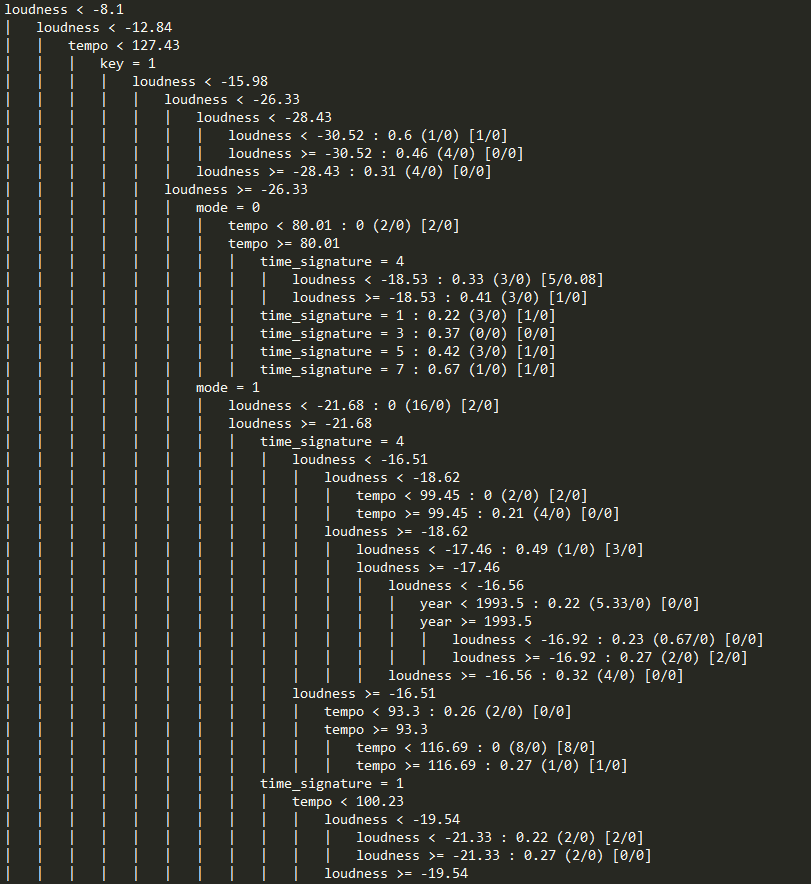 loudness < -8.1
|   loudness < -12.84
|   |   tempo < 127.43
|   |   |   key = 1
|   |   |   |   loudness < -15.98
|   |   |   |   |   loudness < -26.33
|   |   |   |   |   |   loudness < -28.43
|   |   |   |   |   |   |   loudness < -30.52 : 0.6 (1/0) [1/0]
|   |   |   |   |   |   |   loudness >= -30.52 : 0.46 (4/0) [0/0]
|   |   |   |   |   |   loudness >= -28.43 : 0.31 (4/0) [0/0]
|   |   |   |   |   loudness >= -26.33
|   |   |   |   |   |   mode = 0
|   |   |   |   |   |   |   tempo < 80.01 : 0 (2/0) [2/0]
|   |   |   |   |   |   |   tempo >= 80.01
|   |   |   |   |   |   |   |   time_signature = 4
|   |   |   |   |   |   |   |   |   loudness < -18.53 : 0.33 (3/0) [5/0.08]
|   |   |   |   |   |   |   |   |   loudness >= -18.53 : 0.41 (3/0) [1/0]
|   |   |   |   |   |   |   |   time_signature = 1 : 0.22 (3/0) [1/0]
|   |   |   |   |   |   |   |   time_signature = 3 : 0.37 (0/0) [0/0]
|   |   |   |   |   |   |   |   time_signature = 5 : 0.42 (3/0) [1/0]
|   |   |   |   |   |   |   |   time_signature = 7 : 0.67 (1/0) [1/0]
|   |   |   |   |   |   mode = 1
|   |   |   |   |   |   |   loudness < -21.68 : 0 (16/0) [2/0]
|   |   |   |   |   |   |   loudness >= -21.68
|   |   |   |   |   |   |   |   time_signature = 4
|   |   |   |   |   |   |   |   |   loudness < -16.51
|   |   |   |   |   |   |   |   |   |   loudness < -18.62
|   |   |   |   |   |   |   |   |   |   |   tempo < 99.45 : 0 (2/0) [2/0]
|   |   |   |   |   |   |   |   |   |   |   tempo >= 99.45 : 0.21 (4/0) [0/0]
|   |   |   |   |   |   |   |   |   |   loudness >= -18.62
|   |   |   |   |   |   |   |   |   |   |   loudness < -17.46 : 0.49 (1/0) [3/0]
|   |   |   |   |   |   |   |   |   |   |   loudness >= -17.46
|   |   |   |   |   |   |   |   |   |   |   |   loudness < -16.56
|   |   |   |   |   |   |   |   |   |   |   |   |   year < 1993.5 : 0.22 (5.33/0) [0/0]
|   |   |   |   |   |   |   |   |   |   |   |   |   year >= 1993.5
|   |   |   |   |   |   |   |   |   |   |   |   |   |   loudness < -16.92 : 0.23 (0.67/0) [0/0]
|   |   |   |   |   |   |   |   |   |   |   |   |   |   loudness >= -16.92 : 0.27 (2/0) [2/0]
|   |   |   |   |   |   |   |   |   |   |   |   loudness >= -16.56 : 0.32 (4/0) [0/0]
|   |   |   |   |   |   |   |   |   loudness >= -16.51
|   |   |   |   |   |   |   |   |   |   tempo < 93.3 : 0.26 (2/0) [0/0]
|   |   |   |   |   |   |   |   |   |   tempo >= 93.3
|   |   |   |   |   |   |   |   |   |   |   tempo < 116.69 : 0 (8/0) [8/0]
|   |   |   |   |   |   |   |   |   |   |   tempo >= 116.69 : 0.27 (1/0) [1/0]
|   |   |   |   |   |   |   |   time_signature = 1
|   |   |   |   |   |   |   |   |   tempo < 100.23
|   |   |   |   |   |   |   |   |   |   loudness < -19.54
|   |   |   |   |   |   |   |   |   |   |   loudness < -21.33 : 0.22 (2/0) [2/0]
|   |   |   |   |   |   |   |   |   |   |   loudness >= -21.33 : 0.27 (2/0) [0/0]
|   |   |   |   |   |   |   |   |   |   loudness >= -19.54